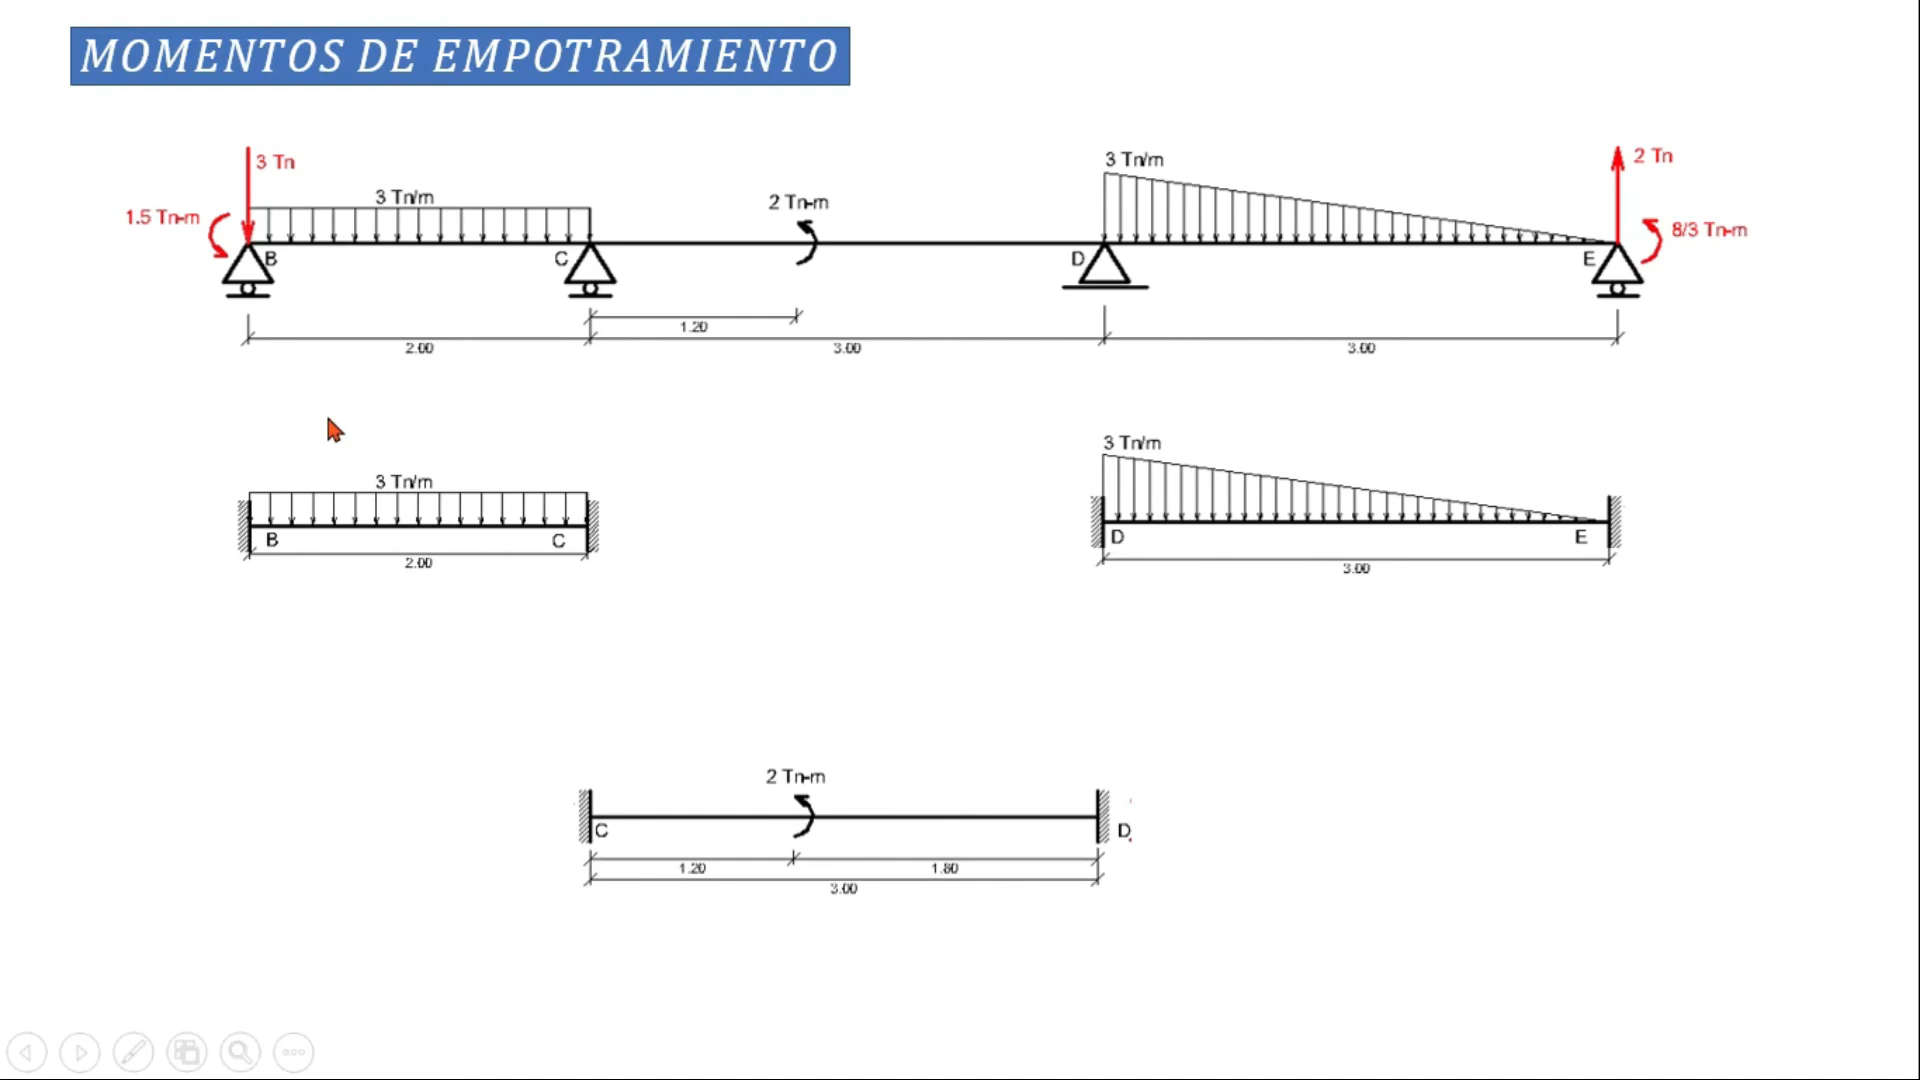 MOMENTOS DE EMPOTRAMIENTO
3 Tn
3 Tn/m
1.5 Tn-m
B
C
2 Tn-m
3 Tn/m
D
E
2 Tn
8/3 Tn-m
1.20
2.00
3.00
3.00
3 Tn/m
B
C
2.00
3 Tn/m
D
E
3.00
2 Tn-m
C
D
1.20
1.80
3.00